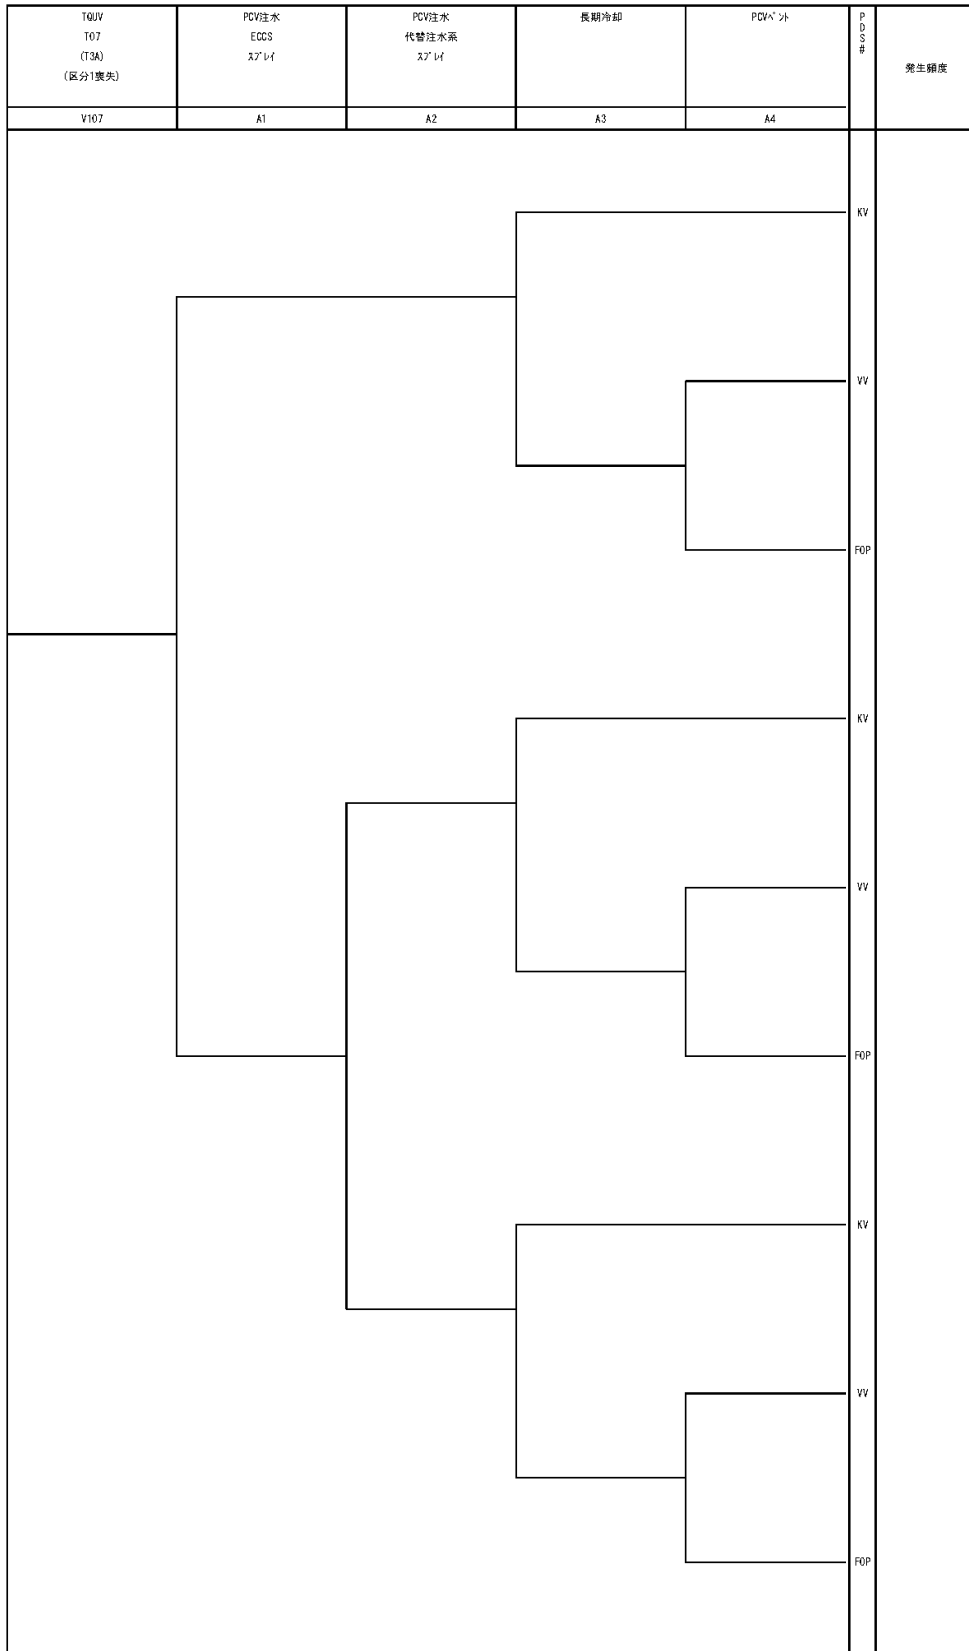 TQUV
T07
(T3A)
(区分1喪失)
PCV注水
ECCS
ｽﾌﾟﾚｲ
PCV注水
代替注水系
ｽﾌﾟﾚｲ
長期冷却
PCVﾍﾞﾝﾄ
PDS#
発生頻度
V107
A1
A2
A3
A4
KV
VV
FOP
KV
VV
FOP
KV
VV
FOP